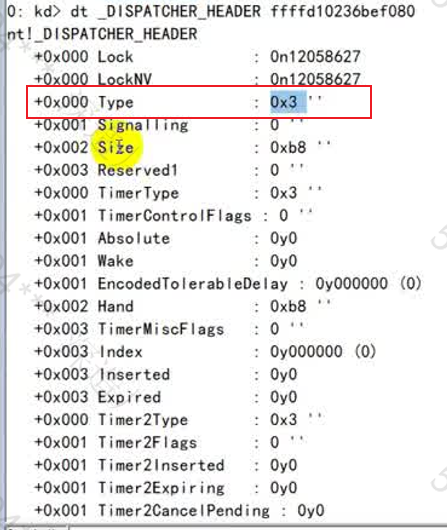 0: kd> dt _DISPATCHER_HEADER ffffd10236bef080
nt!_DISPATCHER_HEADER
+0x000 Lock : 0n12058627
+0x000 LockNV : 0n12058627
+0x000 Type : 0x3 ''
+0x001 Signalling : 0 ''
+0x002 Size : 0xb8 ''
+0x003 Reserved1 : 0 ''
+0x000 TimerType : 0x3 ''
+0x001 TimerControlFlags : 0 ''
+0x001 Absolute : 0y0
+0x001 Wake : 0y0
+0x001 EncodedTolerableDelay : 0y000000 (0)
+0x002 Hand : 0xb8 ''
+0x003 TimerMiscFlags : 0 ''
+0x003 Index : 0y000000 (0)
+0x003 Inserted : 0y0
+0x003 Expired : 0y0
+0x000 Timer2Type : 0x3 ''
+0x001 Timer2Flags : 0 ''
+0x001 Timer2Inserted : 0y0
+0x001 Timer2Expiring : 0y0
+0x001 Timer2CancelPending : 0y0